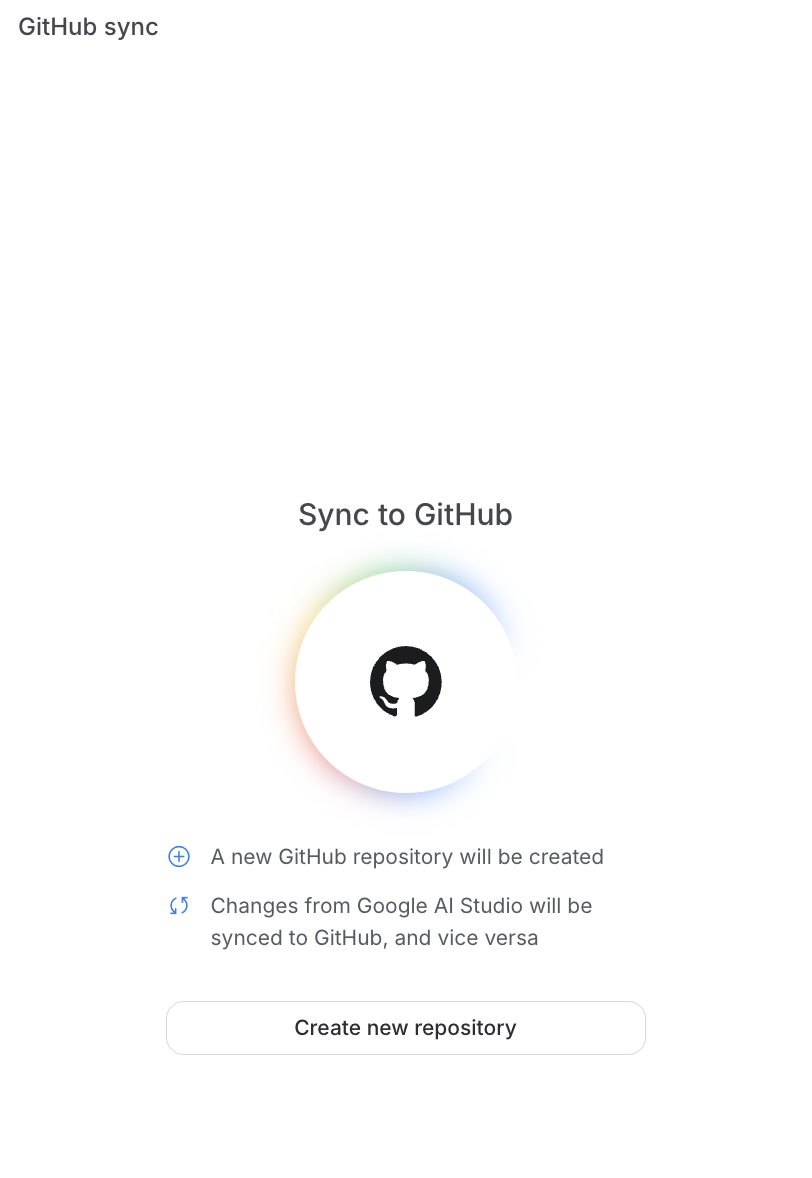 GitHub sync
Sync to GitHub
A new GitHub repository will be created
Changes from Google AI Studio will be
synced to GitHub, and vice versa
Create new repository